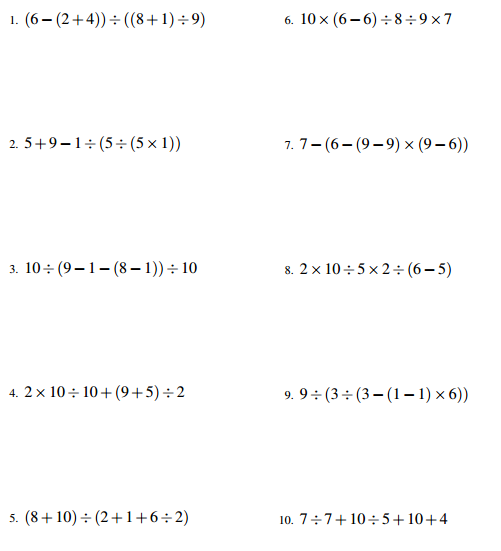 1. (6 − (2 + 4)) ÷ ((8 + 1) ÷ 9)
2. 5 + 9 − 1 ÷ (5 ÷ (5 × 1))
3. 10 ÷ (9 − 1 − (8 − 1)) ÷ 10
4. 2 × 10 ÷ 10 + (9 + 5) ÷ 2
5. (8 + 10) ÷ (2 + 1 + 6 ÷ 2)
6. 10 × (6 − 6) ÷ 8 ÷ 9 × 7
7. 7 − (6 − (9 − 9) × (9 − 6))
8. 2 × 10 ÷ 5 × 2 ÷ (6 − 5)
9. 9 ÷ (3 ÷ (3 − (1 − 1) × 6))
10. 7 ÷ 7 + 10 ÷ 5 + 10 + 4